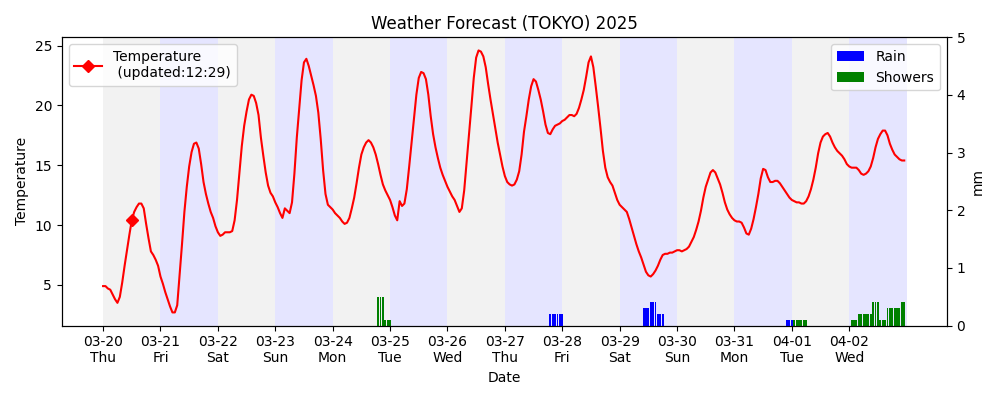 Weather Forecast (TOKYO) 2025
Temperature
(updated:12:29)
Rain
Showers
Temperature
25
20
15
10
5
5
4
3
2
1
0
mm
03-20 03-21 03-22 03-23 03-24 03-25 03-26 03-27 03-28 03-29 03-30 03-31 04-01 04-02
Thu Fri Sat Sun Mon Tue Wed Thu Fri Sat Sun Mon Tue Wed
Date